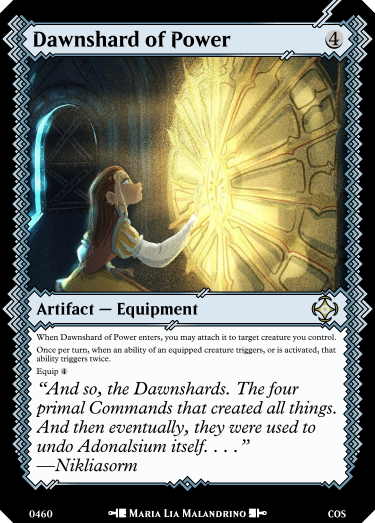 Dawnshard of Power 4
Artifact — Equipment
When Dawnshard of Power enters, you may attach it to target creature you control.
Once per turn, when an ability of an equipped creature triggers, or is activated, that
ability triggers twice.
Equip 4
“And so, the Dawnshards. The four
primal Commands that created all things.
And then eventually, they were used to
undo Adonalsium itself. . . .”
—Nikliasorm
0460 Maria Lia Malandrino COS